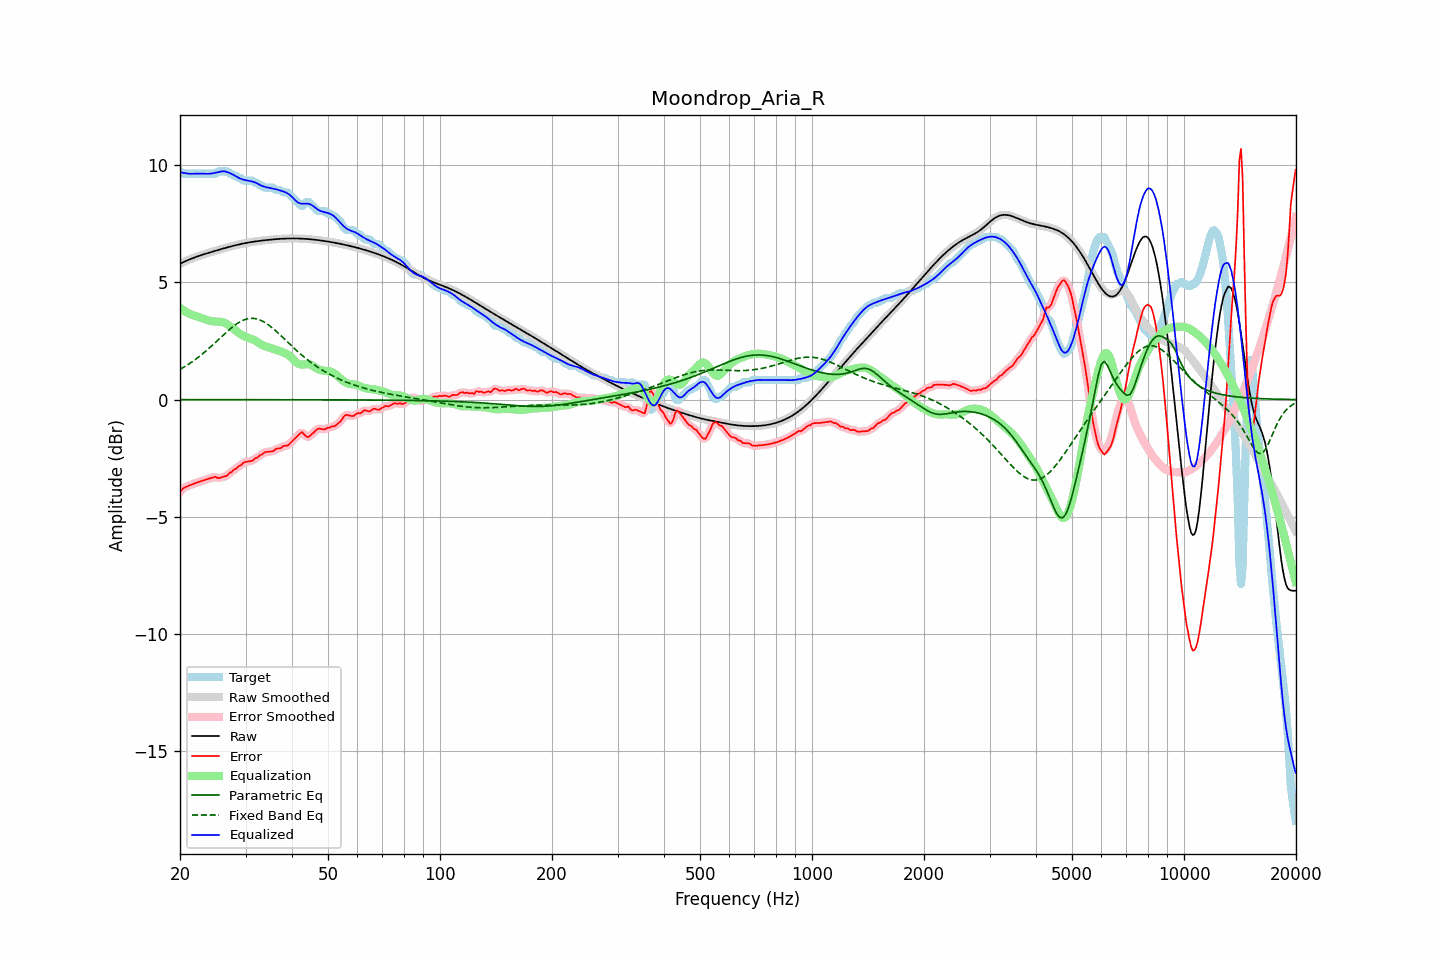 Moondrop_Aria_R
Amplitude (dBr)
10
5
0
−5
−10
−15
Target
Raw Smoothed
Error Smoothed
Raw
Error
Equalization
Parametric Eq
Fixed Band Eq
Equalized
20 50 100 200 500 1000 2000 5000 10000 20000
Frequency (Hz)